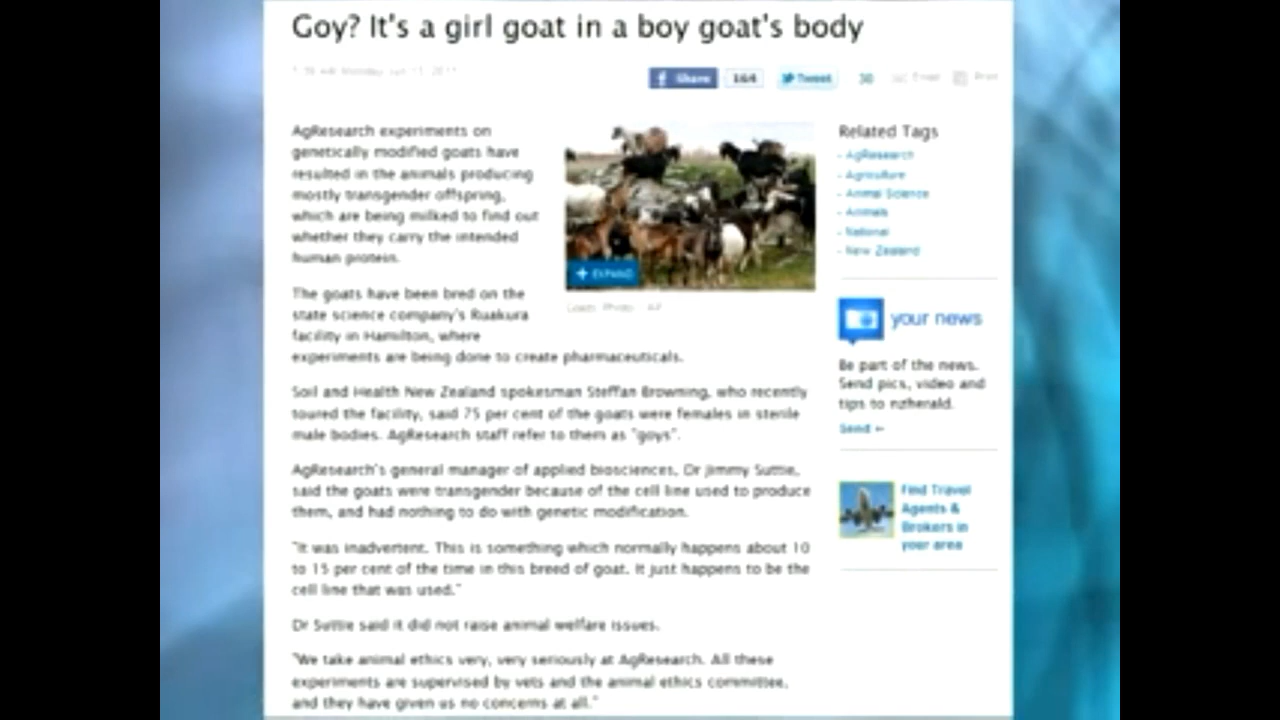 Goy? It's a girl goat in a boy goat's body
Share
164
Tweet
30
Email
Print
AgResearch experiments on
genetically modified goats have
resulted in the animals producing
mostly transgender offspring,
which are being milked to find out
whether they carry the intended
human protein.
EXPAND
The goats have been bred on the
state science company's Ruakura
facility in Hamilton, where
experiments are being done to create pharmaceuticals.
Soil and Health New Zealand spokesman Steffan Browning, who recently
toured the facility, said 75 per cent of the goats were females in sterile
male bodies. AgResearch staff refer to them as "goys".
AgResearch's general manager of applied biosciences, Dr Jimmy Suttie,
said the goats were transgender because of the cell line used to produce
them, and had nothing to do with genetic modification.
"It was inadvertent. This is something which normally happens about 10
to 15 per cent of the time in this breed of goat. It just happens to be the
cell line that was used."
Dr Suttie said it did not raise animal welfare issues.
"We take animal ethics very, very seriously at AgResearch. All these
experiments are supervised by vets and the animal ethics committee,
and they have given us no concerns at all."
Related Tags
- AgResearch
- Agriculture
- Animal Science
- Animals
- National
- New Zealand
your news
Be part of the news.
Send pics, video and
tips to nzherald.
Send
Find Travel
Agents &
Brokers in
your area